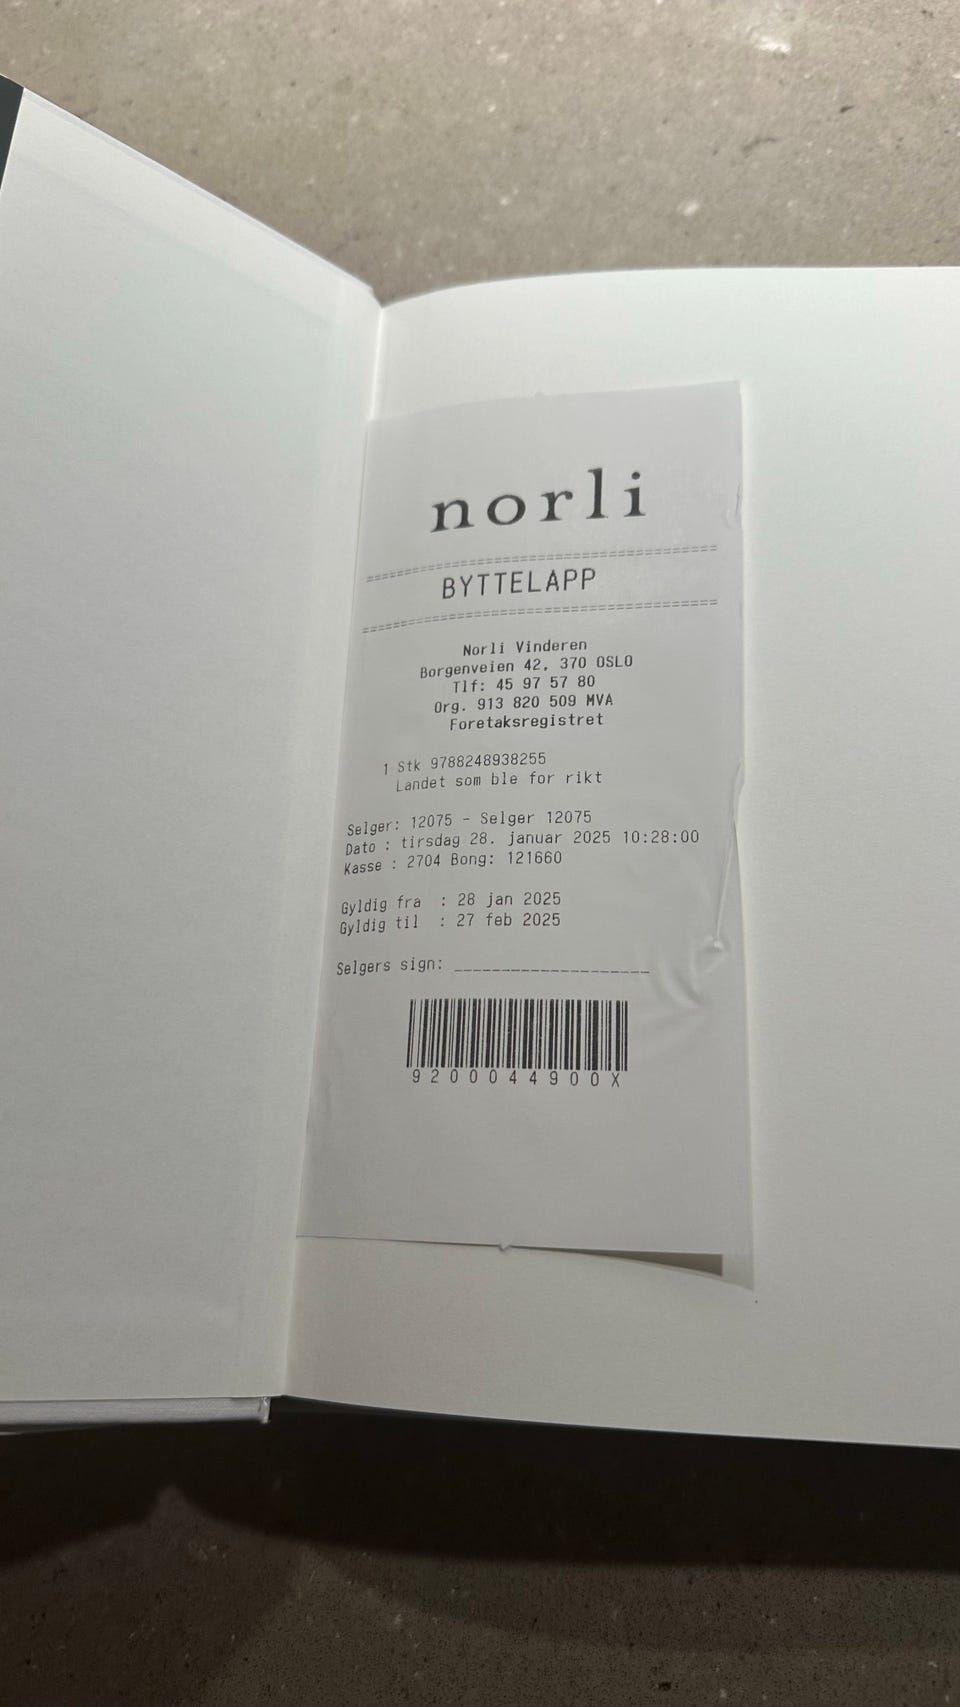 norli
========================================
BYTTELAPP
========================================
Norli Vinderen
Borgenveien 42, 370 OSLO
Tlf: 45 97 57 80
Org. 913 820 509 MVA
Foretaksregistret
1 Stk 9788248938255
Landet som ble for rikt
Selger: 12075 - Selger 12075
Dato : tirsdag 28. januar 2025 10:28:00
Kasse : 2704 Bong: 121660
Gyldig fra : 28 jan 2025
Gyldig til : 27 feb 2025
Selgers sign: _____________________
9200044900X